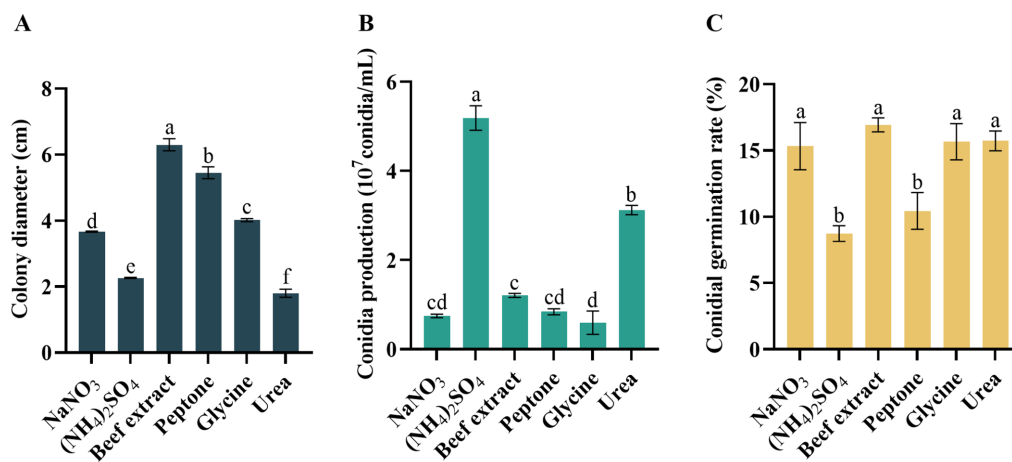 A
Colony diameter (cm)
8
6
4
2
0
d
e
a
b
c
f
NaNO₃
(NH₄)₂SO₄
Beef extract
Peptone
Glycine
Urea
B
Conidia production (10⁷ conidia/mL)
6
4
2
0
cd
a
c
cd
d
b
NaNO₃
(NH₄)₂SO₄
Beef extract
Peptone
Glycine
Urea
C
Conidial germination rate (%)
20
15
10
5
0
a
b
a
b
a
a
NaNO₃
(NH₄)₂SO₄
Beef extract
Peptone
Glycine
Urea